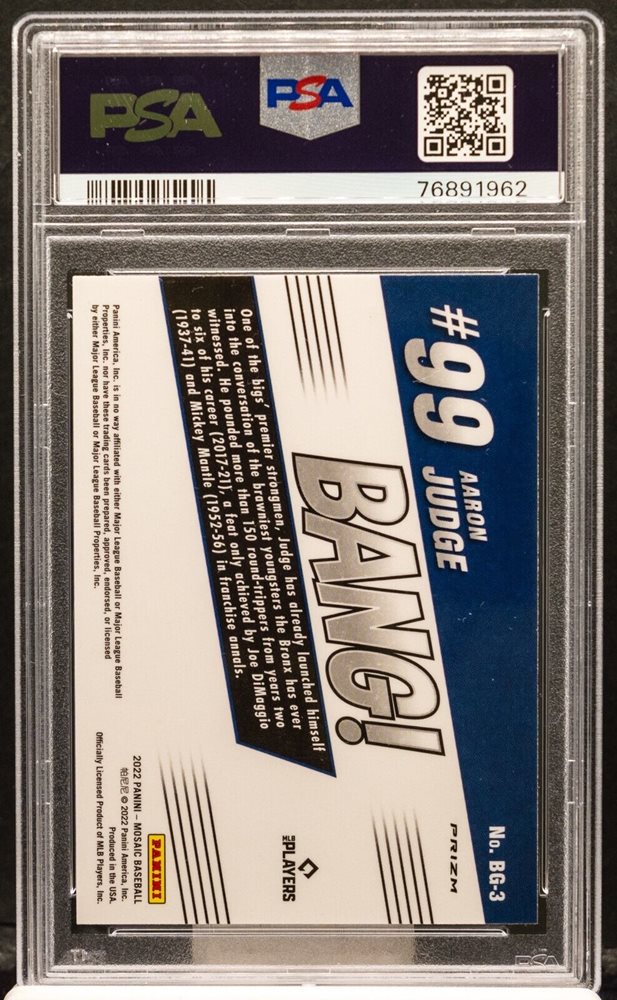 PSA
PSA
76891962
#99
AARON
JUDGE
No. BG-3
PRIZM
BANG!
One of the bigs' premier strongmen, Judge has already launched himself
into the conversation of the brawniest youngsters the Bronx has ever
witnessed. He pounded more than 150 round-trippers from years two
to six of his career (2017-21), a feat only achieved by Joe DiMaggio
(1937-41) and Mickey Mantle (1952-56) in franchise annals.
MLB
PLAYERS
Panini America, Inc. is in no way affiliated with either Major League Baseball or Major League Baseball
Properties, Inc. nor have these trading cards been prepared, approved, endorsed, or licensed
by either Major League Baseball or Major League Baseball Properties, Inc.
PANINI
2022 PANINI – MOSAIC BASEBALL
帕尼尼 © 2022 Panini America, Inc.
Produced in the USA.
Officially Licensed Product of MLB Players, Inc.
PSA